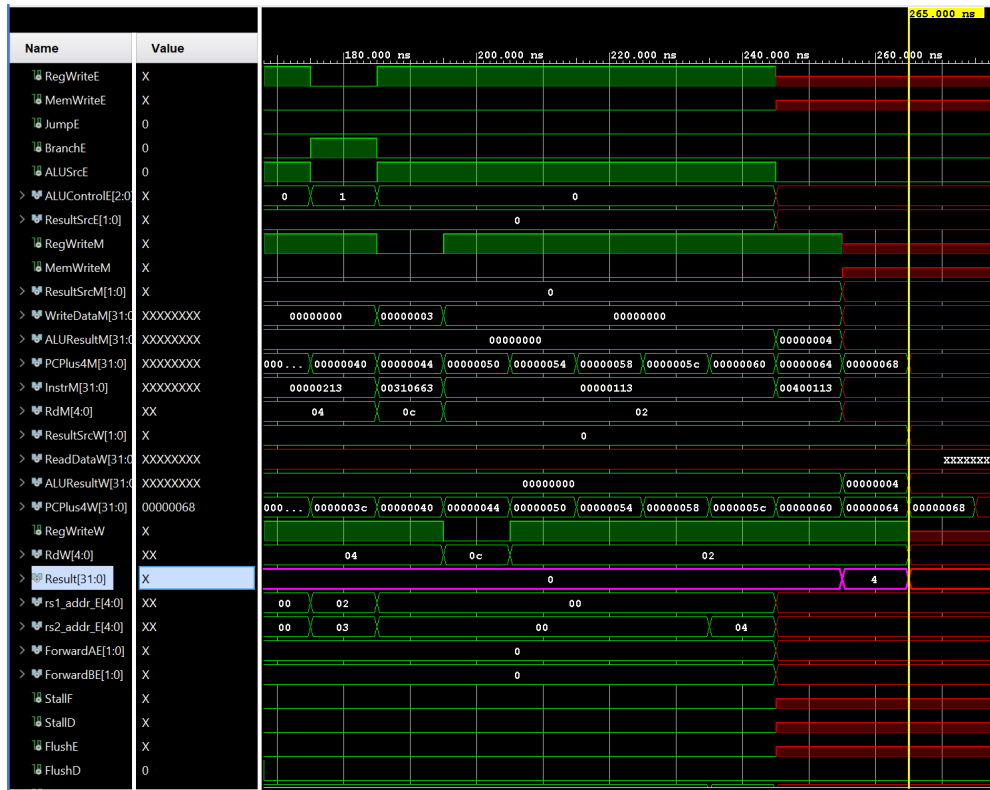 265.000 ns
Name Value
180.000 ns 200.000 ns 220.000 ns 240.000 ns 260.000 ns
RegWriteE X
MemWriteE X
JumpE 0
BranchE 0
ALUSrcE 0
ALUControlE[2:0] X 0 1 0
ResultSrcE[1:0] X 0
RegWriteM X
MemWriteM X
ResultSrcM[1:0] X 0
WriteDataM[31:0 XXXXXXXX 00000000 00000003 00000000
ALUResultM[31:0 XXXXXXXX 00000000 00000004
PCPlus4M[31:0] XXXXXXXX 000... 00000040 00000044 00000050 00000054 00000058 0000005c 00000060 00000064 00000068
InstrM[31:0] XXXXXXXX 00000213 00310663 00000113 00400113
RdM[4:0] XX 04 0c 02
ResultSrcW[1:0] X 0
ReadDataW[31:0 XXXXXXXX XXXXXXX
ALUResultW[31:0 XXXXXXXX 00000000 00000004
PCPlus4W[31:0] 00000068 000... 0000003c 00000040 00000044 00000050 00000054 00000058 0000005c 00000060 00000064 00000068
RegWriteW X
RdW[4:0] XX 04 0c 02
Result[31:0] X 0 4
rs1_addr_E[4:0] XX 00 02 00
rs2_addr_E[4:0] XX 00 03 00 04
ForwardAE[1:0] X 0
ForwardBE[1:0] X 0
StallF X
StallD X
FlushE X
FlushD 0